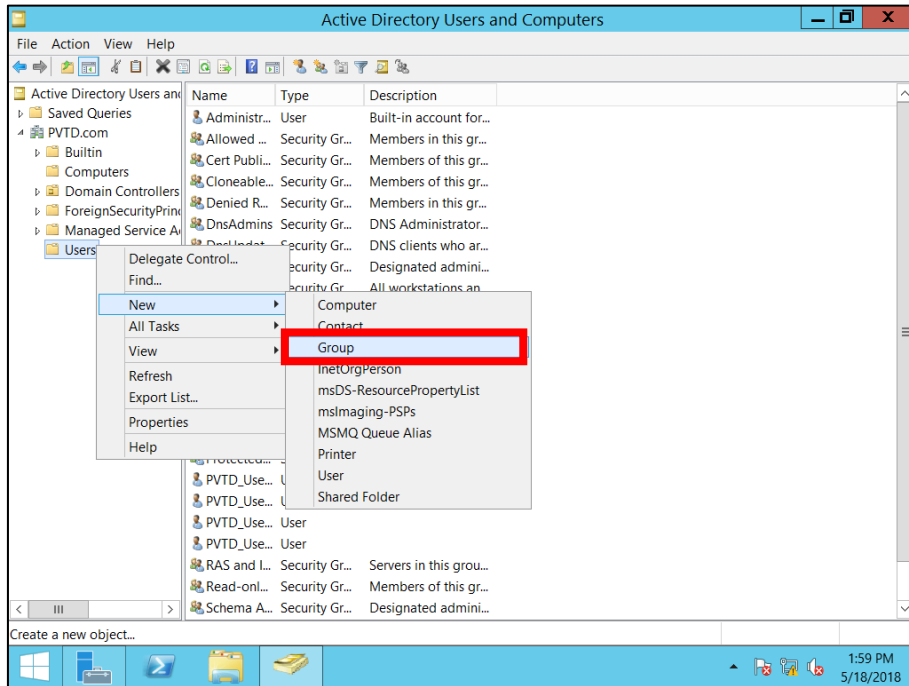 Active Directory Users and Computers
File Action View Help
Active Directory Users and
Saved Queries
PVTD.com
Builtin
Computers
Domain Controllers
ForeignSecurityPrinc
Managed Service A
Users
Name Type Description
Administr... User Built-in account for...
Allowed ... Security Gr... Members in this gr...
Cert Publi... Security Gr... Members of this gr...
Cloneable... Security Gr... Members of this gr...
Denied R... Security Gr... Members in this gr...
DnsAdmins Security Gr... DNS Administrator...
DnsUpdat... Security Gr... DNS clients who ar...
ecurity Gr... Designated admini...
ecurity Gr... All workstations an...
Delegate Control...
Find...
New
All Tasks
View
Refresh
Export List...
Properties
Help
Computer
Contact
Group
InetOrgPerson
msDS-ResourcePropertyList
msImaging-PSPs
MSMQ Queue Alias
Printer
User
Shared Folder
Protected...
PVTD_Use...
PVTD_Use...
PVTD_Use... User
PVTD_Use... User
RAS and I... Security Gr... Servers in this grou...
Read-onl... Security Gr... Members of this gr...
Schema A... Security Gr... Designated admini...
Create a new object...
1:59 PM
5/18/2018